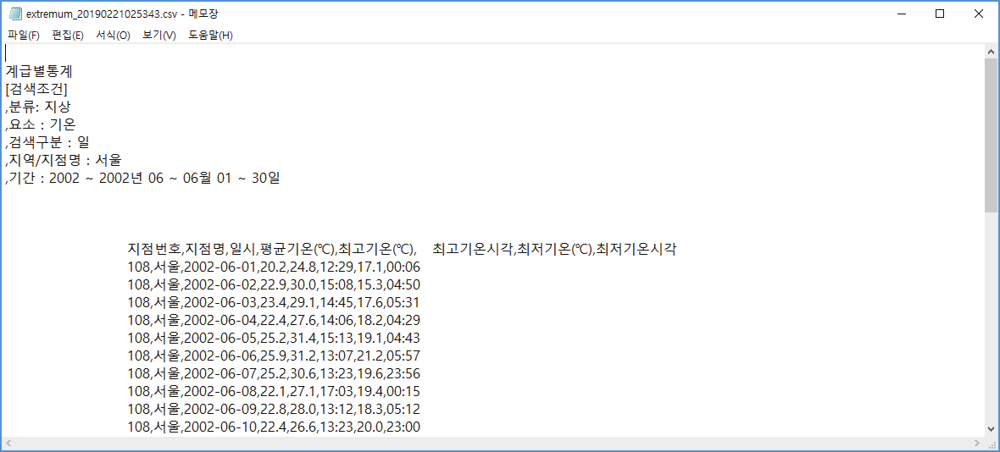 extremum_20190221025343.csv - 메모장
파일(F) 편집(E) 서식(O) 보기(V) 도움말(H)
계급별통계
[검색조건]
,분류: 지상
,요소 : 기온
,검색구분 : 일
,지역/지점명 : 서울
,기간 : 2002 ~ 2002년 06 ~ 06월 01 ~ 30일
지점번호,지점명,일시,평균기온(℃),최고기온(℃), 최고기온시각,최저기온(℃),최저기온시각
108,서울,2002-06-01,20.2,24.8,12:29,17.1,00:06
108,서울,2002-06-02,22.9,30.0,15:08,15.3,04:50
108,서울,2002-06-03,23.4,29.1,14:45,17.6,05:31
108,서울,2002-06-04,22.4,27.6,14:06,18.2,04:29
108,서울,2002-06-05,25.2,31.4,15:13,19.1,04:43
108,서울,2002-06-06,25.9,31.2,13:07,21.2,05:57
108,서울,2002-06-07,25.2,30.6,13:23,19.6,23:56
108,서울,2002-06-08,22.1,27.1,17:03,19.4,00:15
108,서울,2002-06-09,22.8,28.0,13:12,18.3,05:12
108,서울,2002-06-10,22.4,26.6,13:23,20.0,23:00